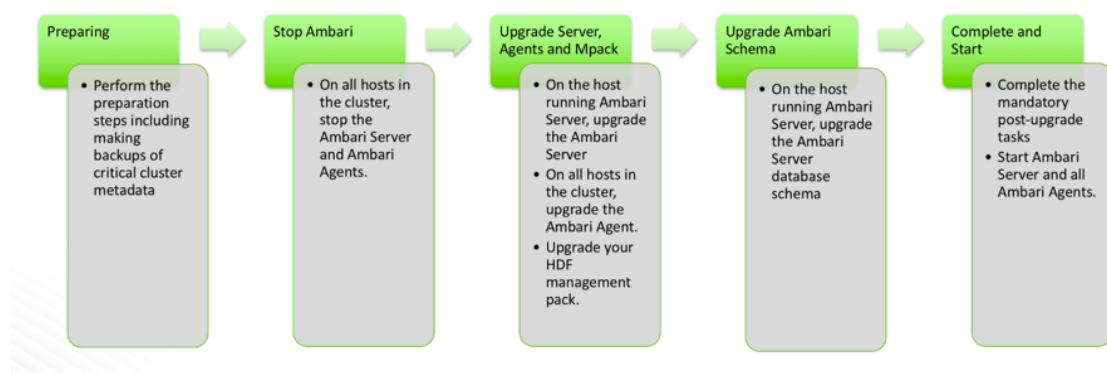 Preparing
• Perform the
preparation
steps including
making
backups of
critical cluster
metadata
Stop Ambari
• On all hosts in
the cluster,
stop the
Ambari Server
and Ambari
Agents.
Upgrade Server,
Agents and Mpack
• On the host
running Ambari
Server, upgrade
the Ambari
Server
• On all hosts in
the cluster,
upgrade the
Ambari Agent.
• Upgrade your
HDF
management
pack.
Upgrade Ambari
Schema
• On the host
running Ambari
Server, upgrade
the Ambari
Server
database
schema
Complete and
Start
• Complete the
mandatory
post-upgrade
tasks
• Start Ambari
Server and all
Ambari Agents.